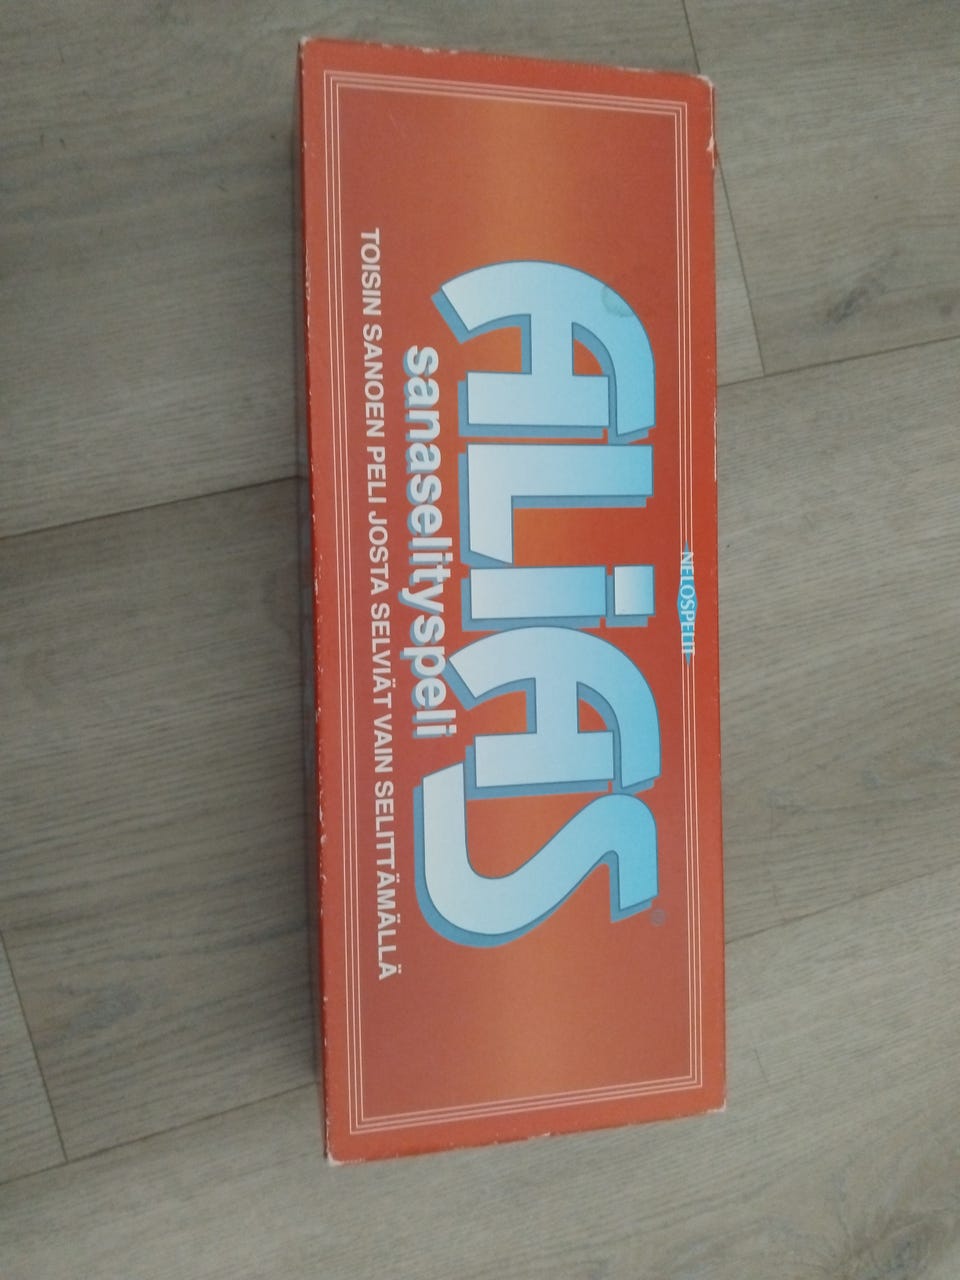 NELOSPELIT
ALiAS®
sanaselityspeli
TOISIN SANOEN PELI JOSTA SELVIÄT VAIN SELITTÄMÄLLÄ